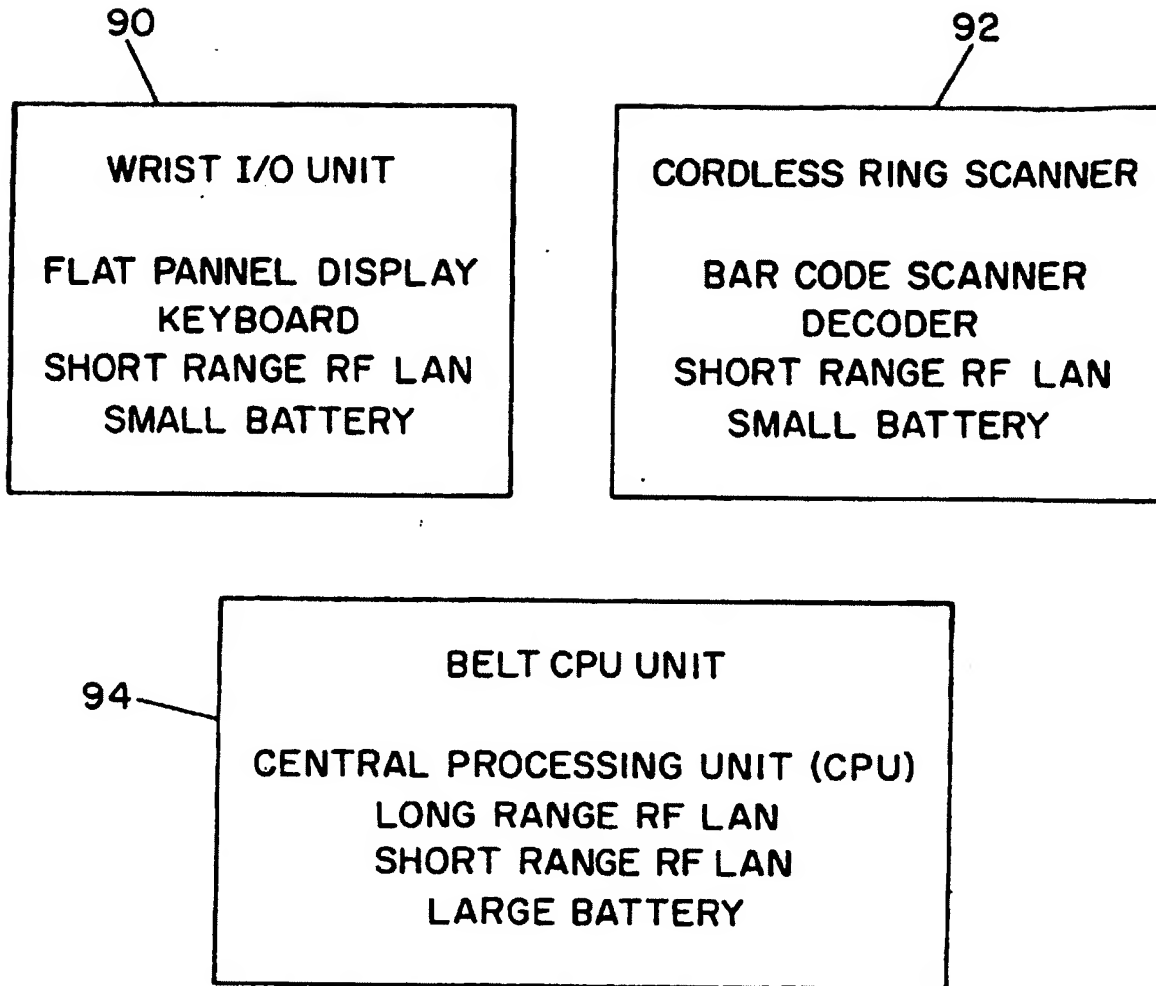 90
WRIST I/O UNIT
FLAT PANNEL DISPLAY
KEYBOARD
SHORT RANGE RF LAN
SMALL BATTERY
92
CORDLESS RING SCANNER
BAR CODE SCANNER
DECODER
SHORT RANGE RF LAN
SMALL BATTERY
94
BELT CPU UNIT
CENTRAL PROCESSING UNIT (CPU)
LONG RANGE RF LAN
SHORT RANGE RF LAN
LARGE BATTERY